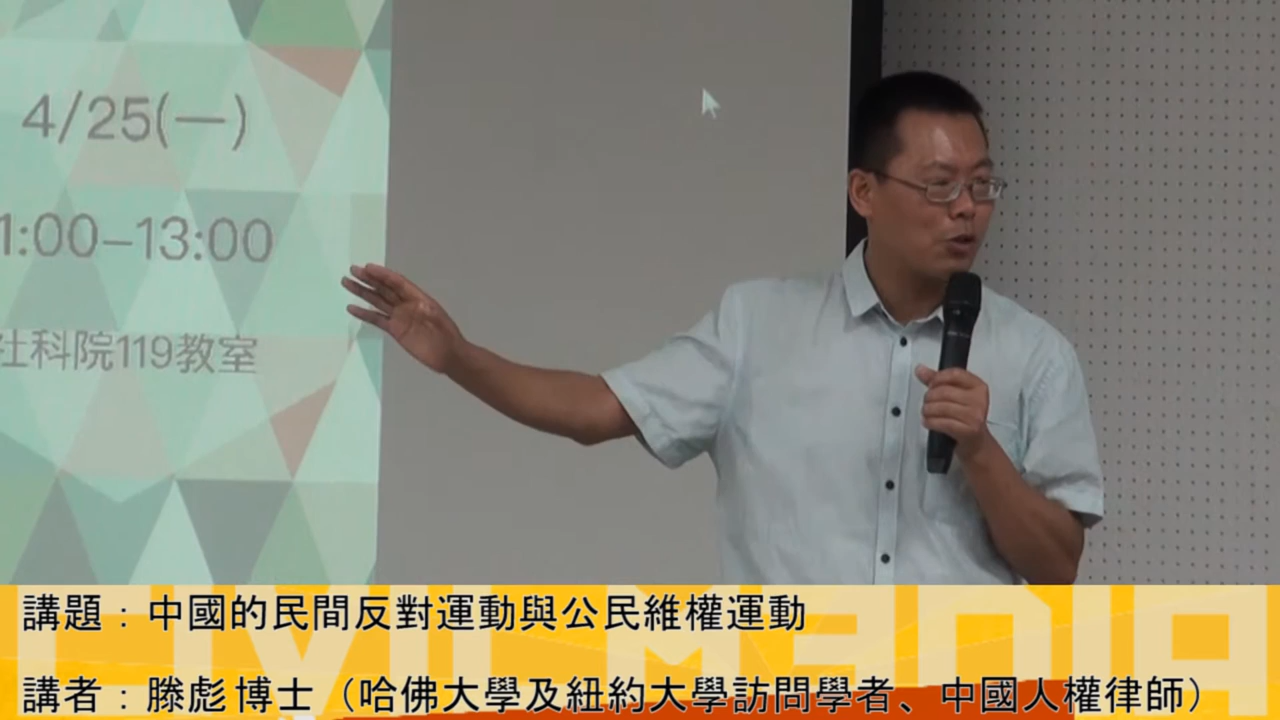 4/25(一)
1:00–13:00
社科院119教室
講題：中國的民間反對運動與公民維權運動
講者：滕彪 博士（哈佛大學及紐約大學訪問學者、中國人權律師）